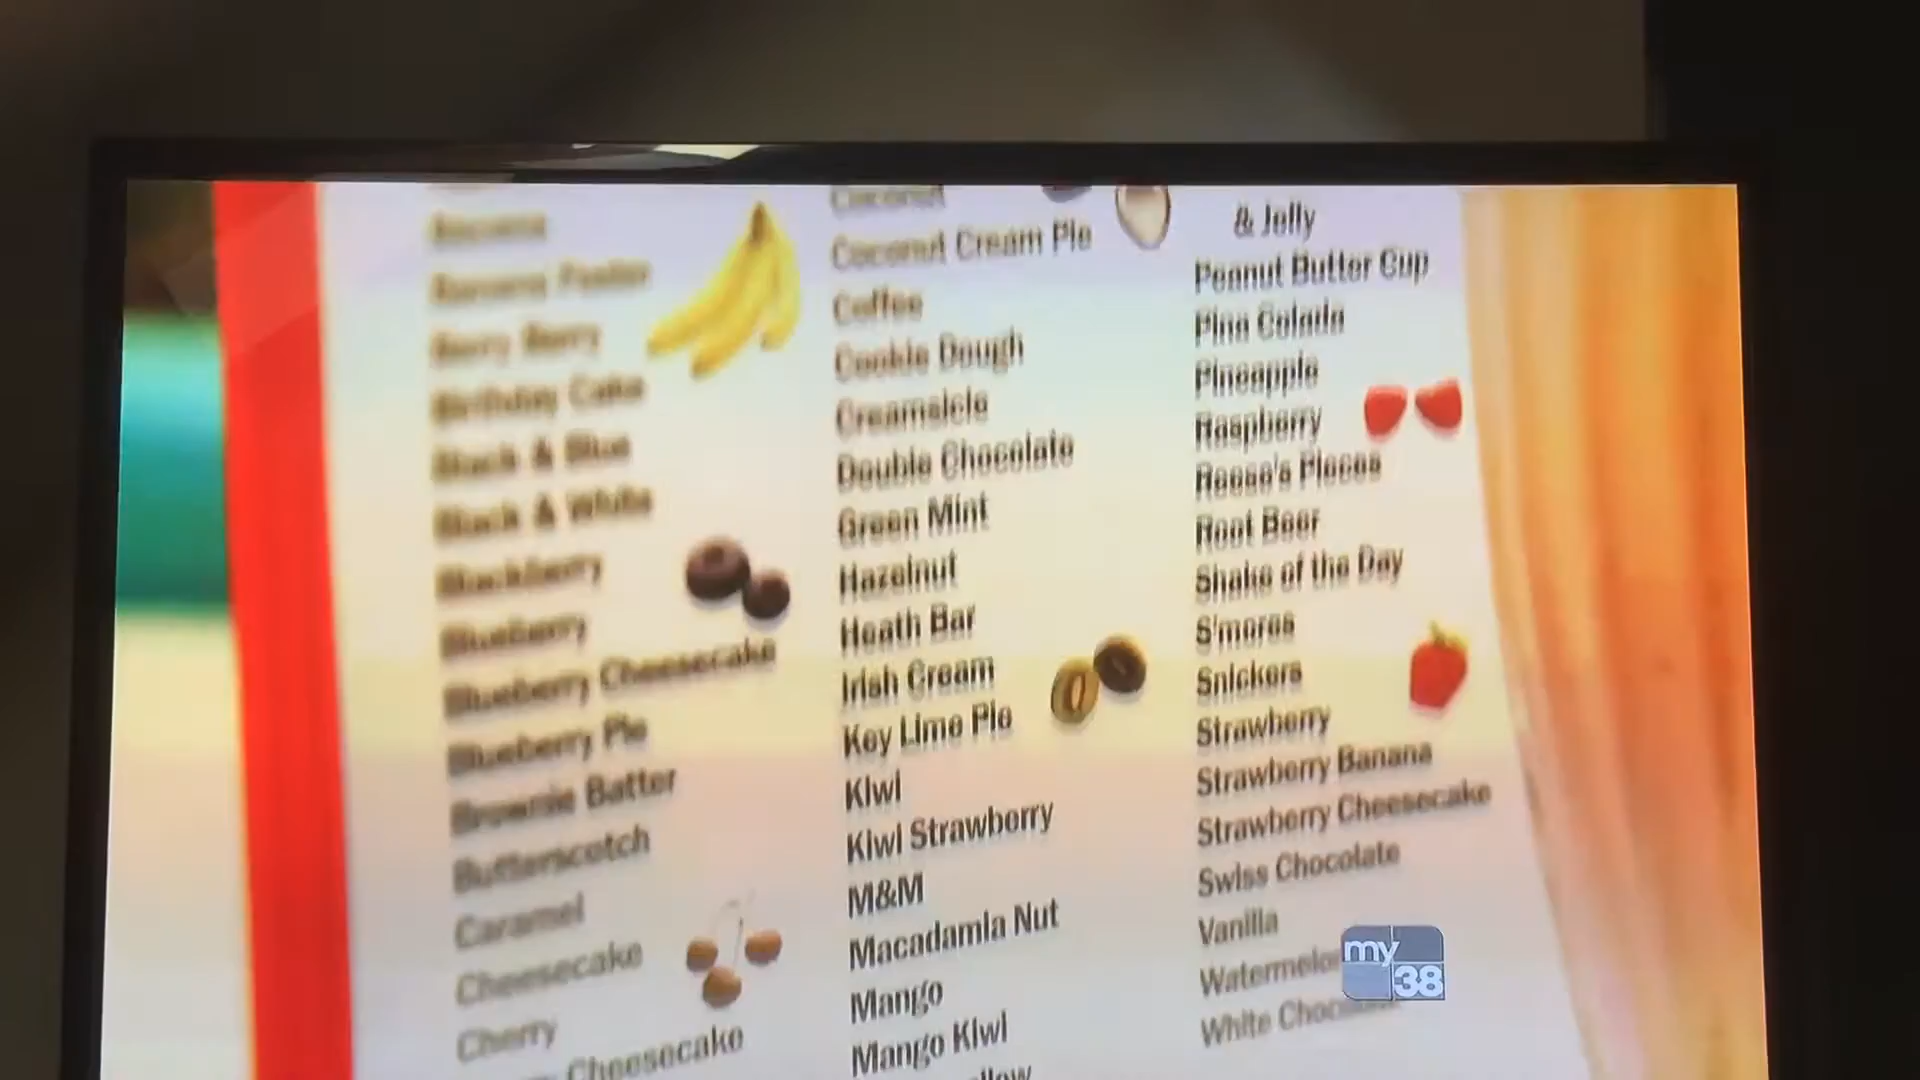 Banana
Banana Foster
Berry Berry
Birthday Cake
Black & Blue
Black & White
Blackberry
Blueberry
Blueberry Cheesecake
Blueberry Pie
Brownie Batter
Butterscotch
Caramel
Cheesecake
Cherry
Cheesecake
Coconut
Coconut Cream Pie
Coffee
Cookie Dough
Creamsicle
Double Chocolate
Green Mint
Hazelnut
Heath Bar
Irish Cream
Key Lime Pie
Kiwi
Kiwi Strawberry
M&M
Macadamia Nut
Mango
Mango Kiwi
& Jelly
Peanut Butter Cup
Pina Colada
Pineapple
Raspberry
Reese's Pieces
Root Beer
Shake of the Day
S'mores
Snickers
Strawberry
Strawberry Banana
Strawberry Cheesecake
Swiss Chocolate
Vanilla
Watermelon
White
my
38